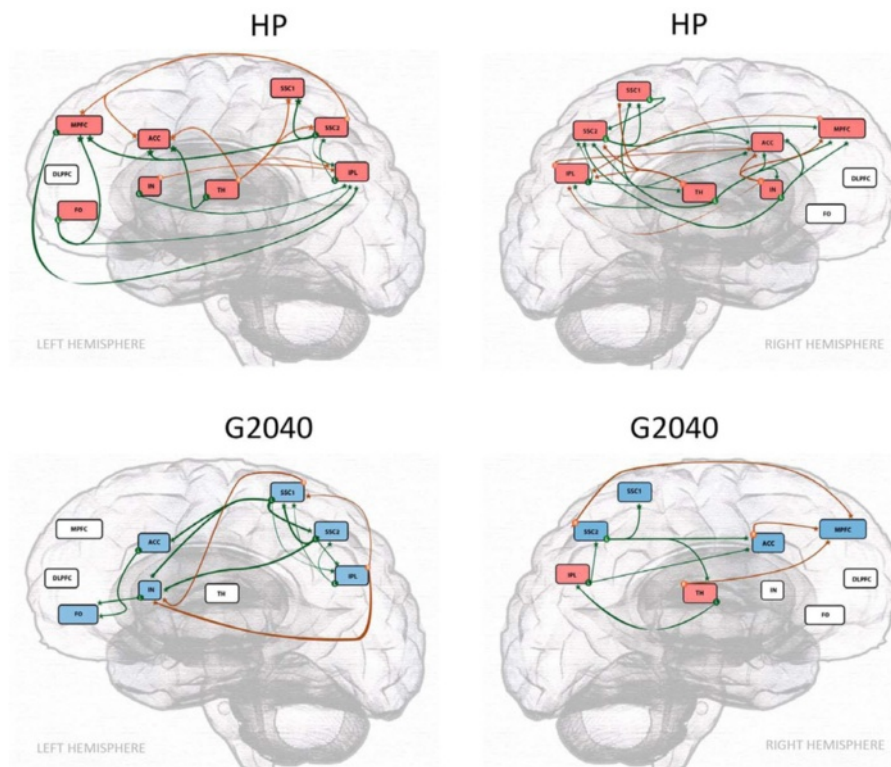 HP
HP
SSC1
SSC2
MPFC
ACC
DLPFC
IN
TH
IPL
FO
LEFT HEMISPHERE
SSC1
SSC2
MPFC
ACC
IPL
TH
IN
DLPFC
FO
RIGHT HEMISPHERE
G2040
G2040
SSC1
MPFC
SSC2
ACC
DLPFC
IN
TH
IPL
FO
LEFT HEMISPHERE
SSC1
SSC2
MPFC
ACC
IPL
TH
IN
DLPFC
FO
RIGHT HEMISPHERE